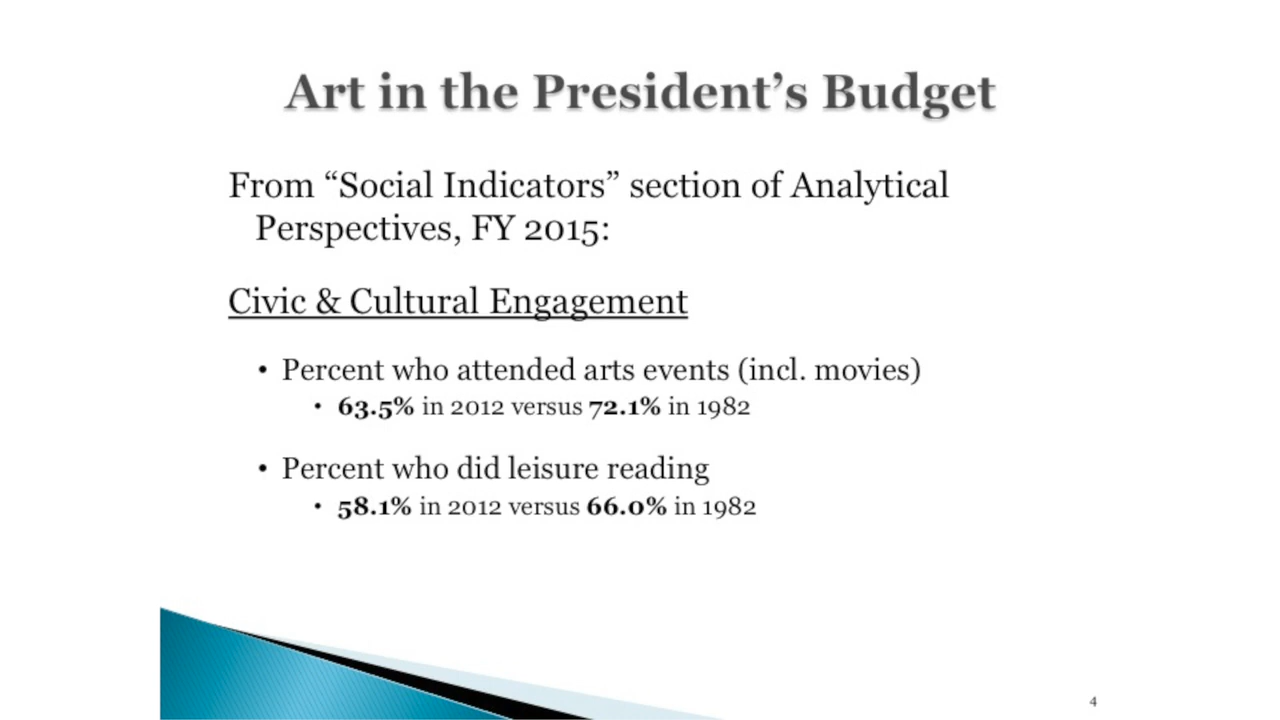 Art in the President’s Budget
From “Social Indicators” section of Analytical
Perspectives, FY 2015:
Civic & Cultural Engagement
• Percent who attended arts events (incl. movies)
• 63.5% in 2012 versus 72.1% in 1982
• Percent who did leisure reading
• 58.1% in 2012 versus 66.0% in 1982
4